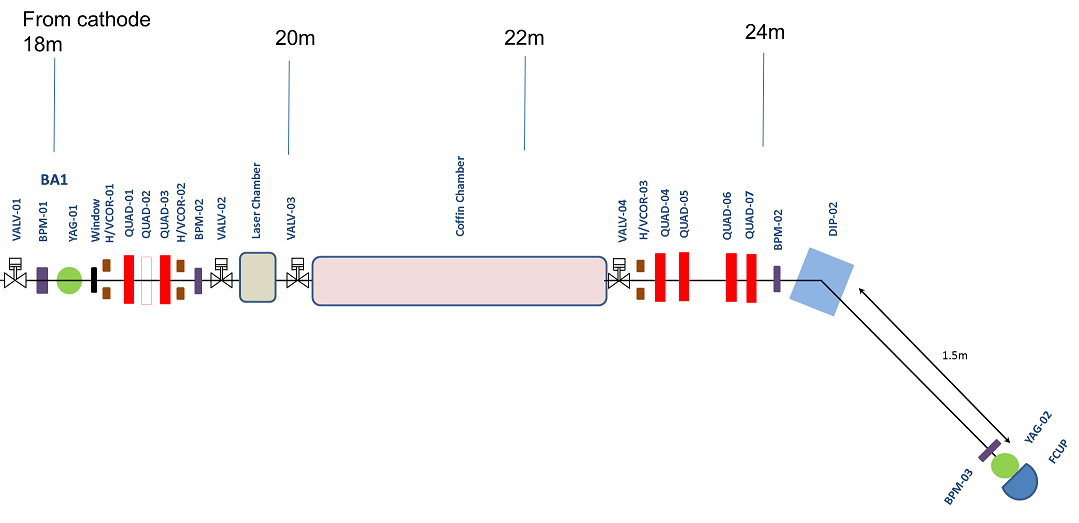 From cathode
18m
20m
22m
24m
BA1
VALV-01
BPM-01
YAG-01
Window
H/VCOR-01
QUAD-01
QUAD-02
QUAD-03
H/VCOR-02
BPM-02
VALV-02
Laser Chamber
VALV-03
Coffin Chamber
VALV-04
H/VCOR-03
QUAD-04
QUAD-05
QUAD-06
QUAD-07
BPM-02
DIP-02
1.5m
YAG-02
FCUP
BPM-03